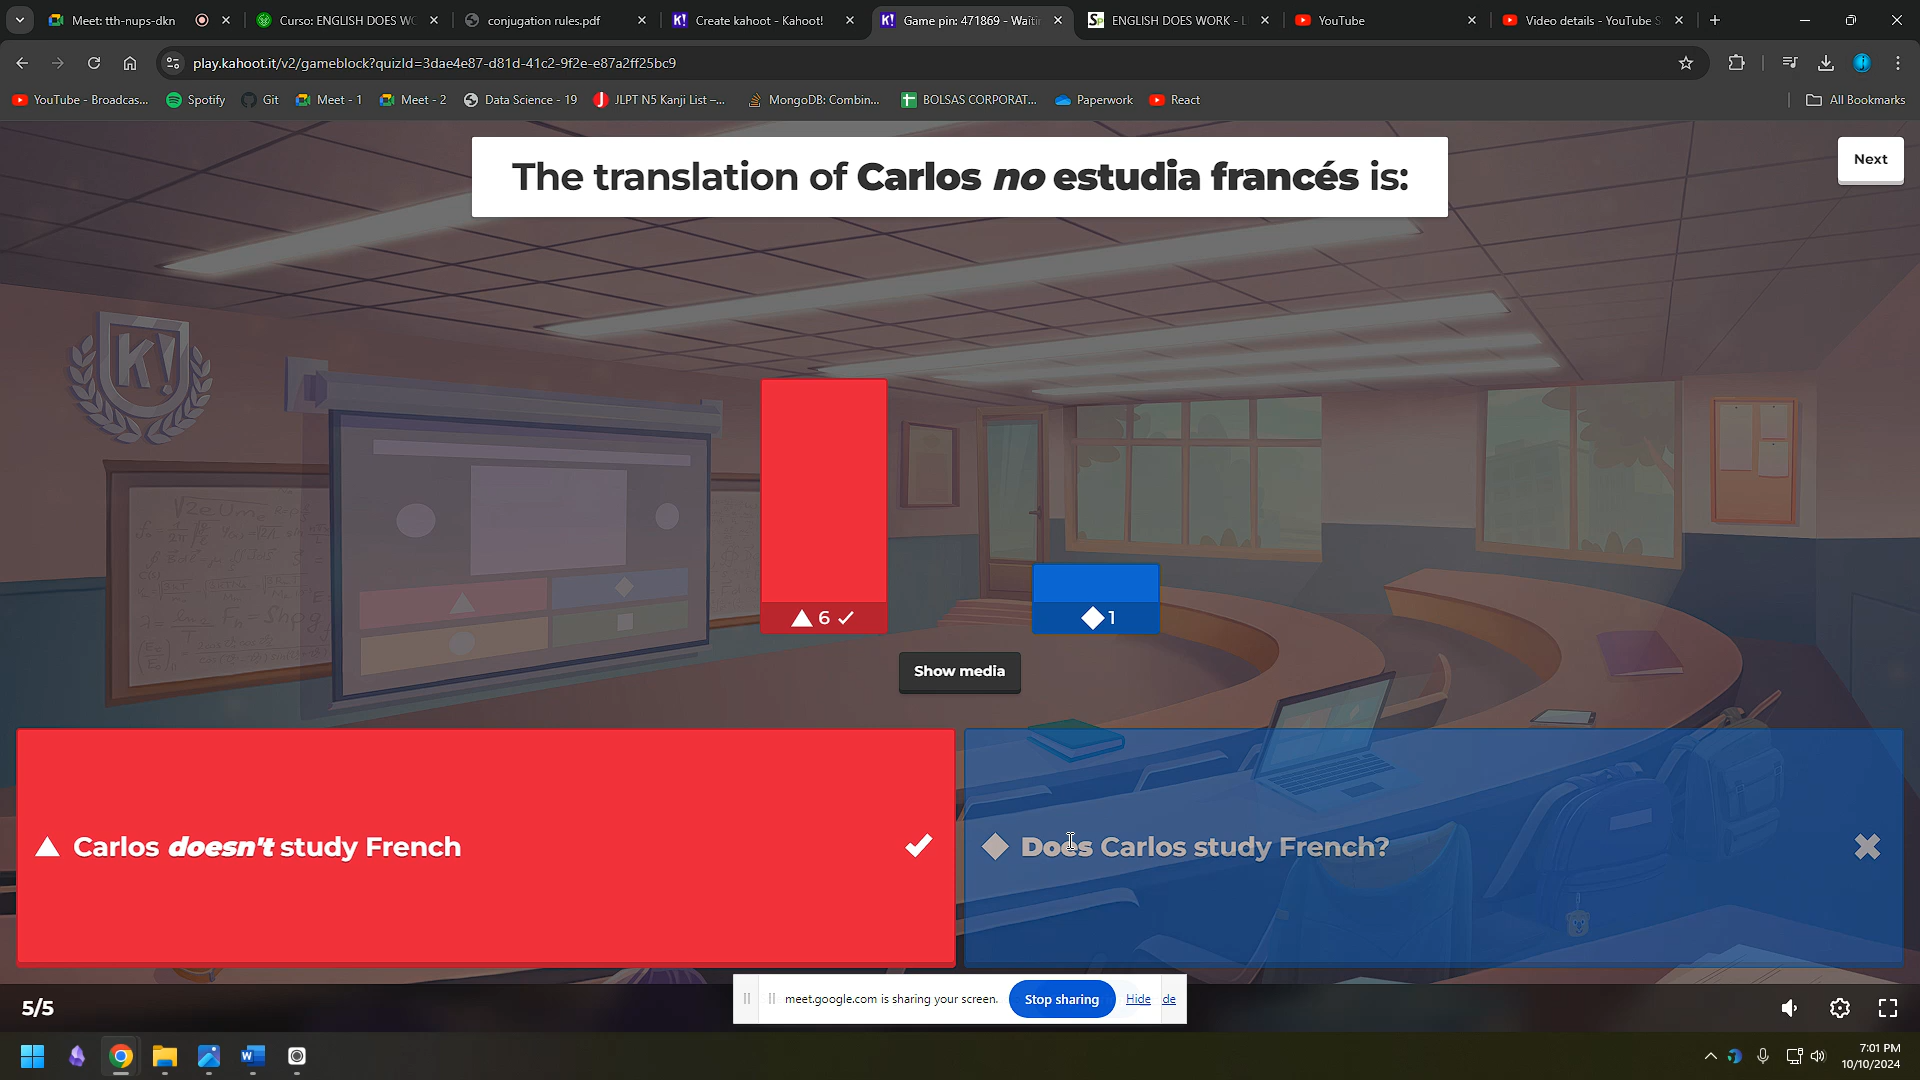 Meet: tth-nups-dkn
Curso: ENGLISH DOES WO
conjugation rules.pdf
Create kahoot - Kahoot!
Game pin: 471869 - Waitin
ENGLISH DOES WORK - L
YouTube
Video details - YouTube S
play.kahoot.it/v2/gameblock?quizId=3dae4e87-d81d-41c2-9f2e-e87a2ff25bc9
YouTube - Broadcas...
Spotify
Git
Meet - 1
Meet - 2
Data Science - 19
JLPT N5 Kanji List –...
MongoDB: Combin...
BOLSAS CORPORAT...
Paperwork
React
All Bookmarks
The translation of Carlos no estudia francés is:
Next
K!
6
1
Show media
Carlos doesn't study French
Does Carlos study French?
5/5
meet.google.com is sharing your screen.
Stop sharing
Hide
de
7:01 PM
10/10/2024